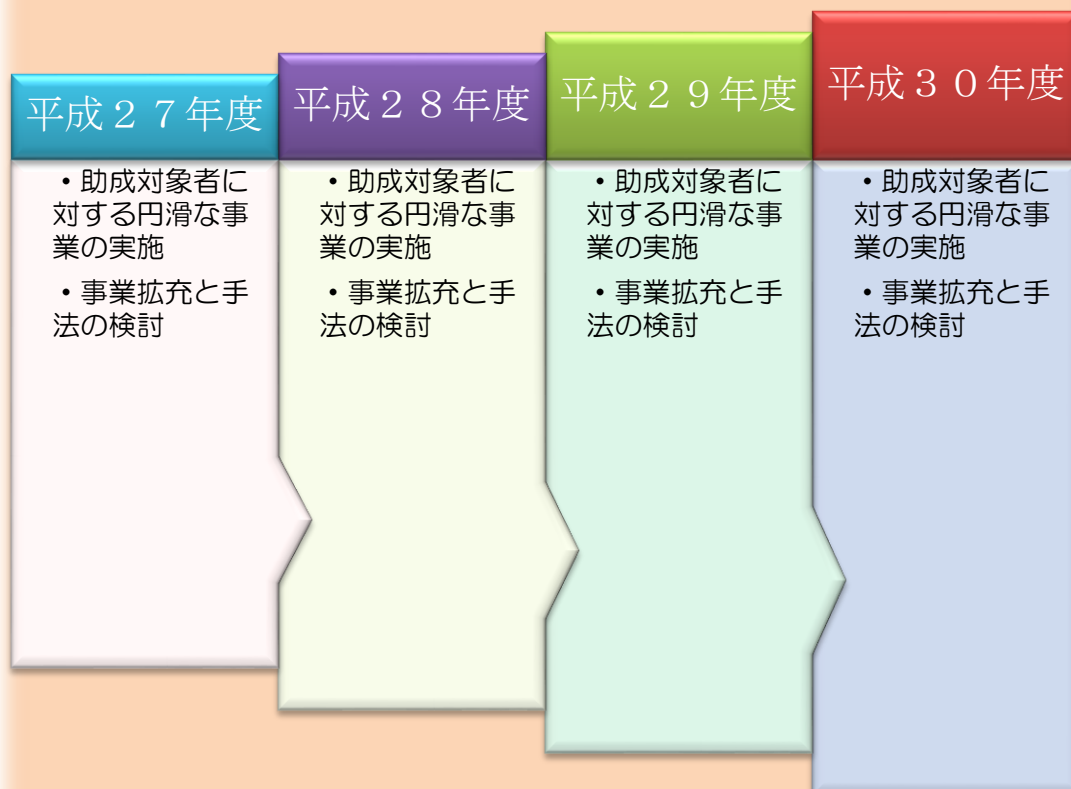 平成２７年度
・助成対象者に
対する円滑な事
業の実施
・事業拡充と手
法の検討
平成２８年度
・助成対象者に
対する円滑な事
業の実施
・事業拡充と手
法の検討
平成２９年度
・助成対象者に
対する円滑な事
業の実施
・事業拡充と手
法の検討
平成３０年度
・助成対象者に
対する円滑な事
業の実施
・事業拡充と手
法の検討